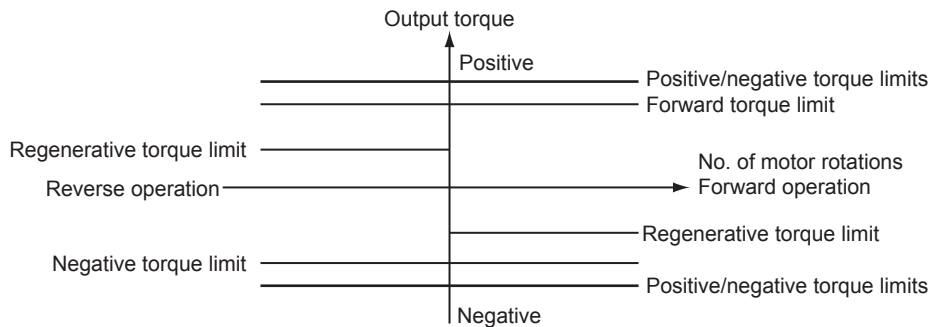 Output torque
Positive
Positive/negative torque limits
Forward torque limit
Regenerative torque limit
No. of motor rotations
Reverse operation
Forward operation
Regenerative torque limit
Negative torque limit
Positive/negative torque limits
Negative